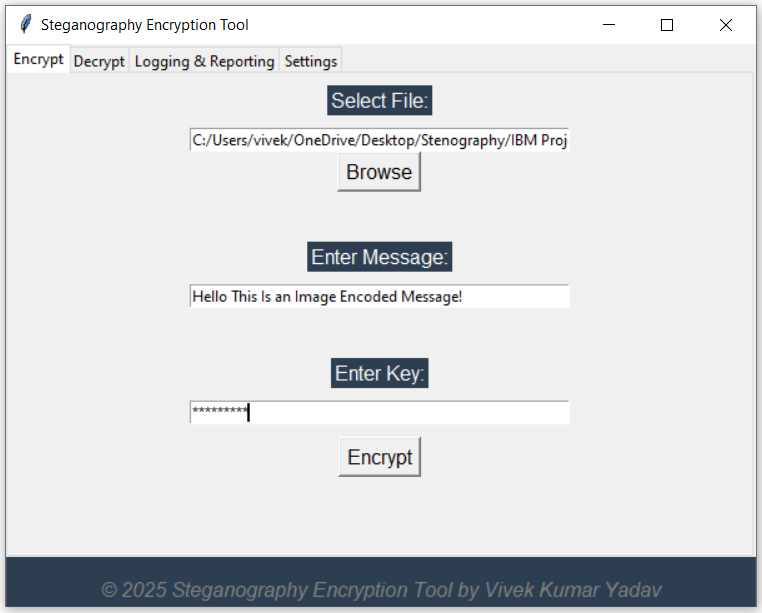 Steganography Encryption Tool
Encrypt Decrypt Logging & Reporting Settings
Select File:
C:/Users/vivek/OneDrive/Desktop/Stenography/IBM Proj
Browse
Enter Message:
Hello This Is an Image Encoded Message!
Enter Key:
*********
Encrypt
© 2025 Steganography Encryption Tool by Vivek Kumar Yadav